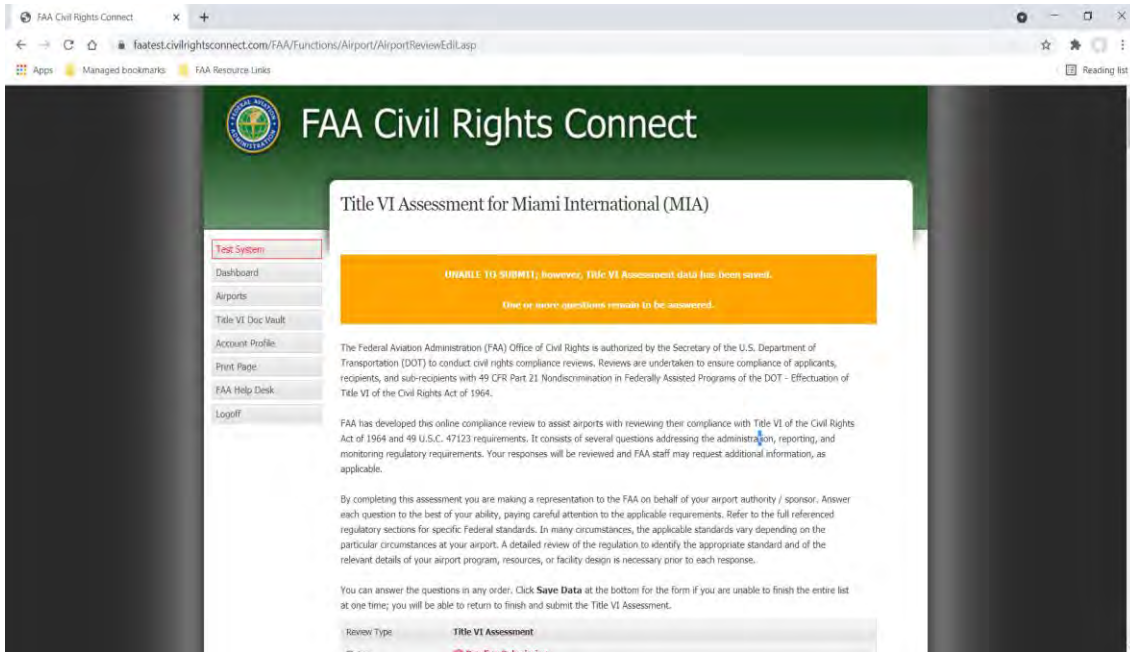 FAA Civil Rights Connect
faatest.civilrightsconnect.com/FAA/Functions/Airport/AirportReviewEdit.asp
Apps Managed bookmarks FAA Resource Links Reading list
FAA Civil Rights Connect
Title VI Assessment for Miami International (MIA)
Test System
Dashboard
Airports
Title VI Doc Vault
Account Profile
Print Page
FAA Help Desk
Logoff
UNABLE TO SUBMIT; however, Title VI Assessment data has been saved.
One or more questions remain to be answered.
The Federal Aviation Administration (FAA) Office of Civil Rights is authorized by the Secretary of the U.S. Department of
Transportation (DOT) to conduct civil rights compliance reviews. Reviews are undertaken to ensure compliance of applicants,
recipients, and sub-recipients with 49 CFR Part 21 Nondiscrimination in Federally Assisted Programs of the DOT - Effectuation of
Title VI of the Civil Rights Act of 1964.
FAA has developed this online compliance review to assist airports with reviewing their compliance with Title VI of the Civil Rights
Act of 1964 and 49 U.S.C. 47123 requirements. It consists of several questions addressing the administration, reporting, and
monitoring regulatory requirements. Your responses will be reviewed and FAA staff may request additional information, as
applicable.
By completing this assessment you are making a representation to the FAA on behalf of your airport authority / sponsor. Answer
each question to the best of your ability, paying careful attention to the applicable requirements. Refer to the full referenced
regulatory sections for specific Federal standards. In many circumstances, the applicable standards vary depending on the
particular circumstances at your airport. A detailed review of the regulation to identify the appropriate standard and of the
relevant details of your airport program, resources, or facility design is necessary prior to each response.
You can answer the questions in any order. Click Save Data at the bottom for the form if you are unable to finish the entire list
at one time; you will be able to return to finish and submit the Title VI Assessment.
Review Type Title VI Assessment